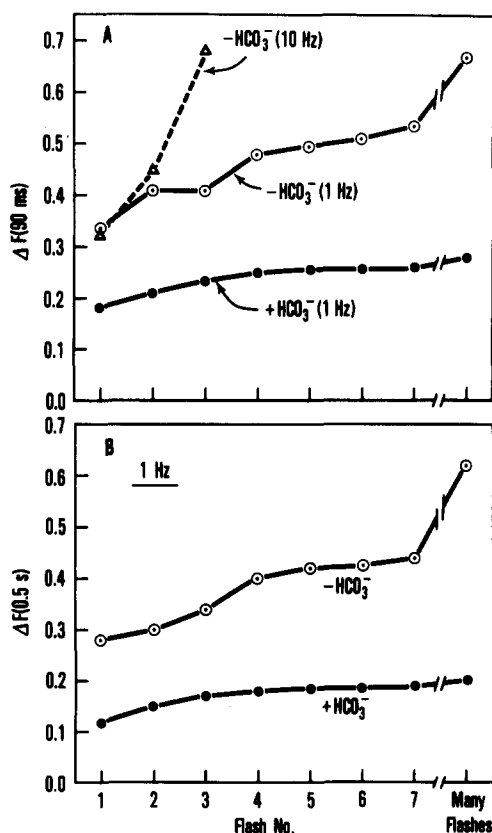 A
0.7
0.6
0.5
0.4
0.3
0.2
0.1
0.0
ΔF(90 ms)
-HCO₃⁻ (10 Hz)
-HCO₃⁻ (1 Hz)
+HCO₃⁻ (1 Hz)
B
1 Hz
0.7
0.6
0.5
0.4
0.3
0.2
0.1
0.0
ΔF(0.5 s)
-HCO₃⁻
+HCO₃⁻
1 2 3 4 5 6 7 Many
Flash No. Flashes